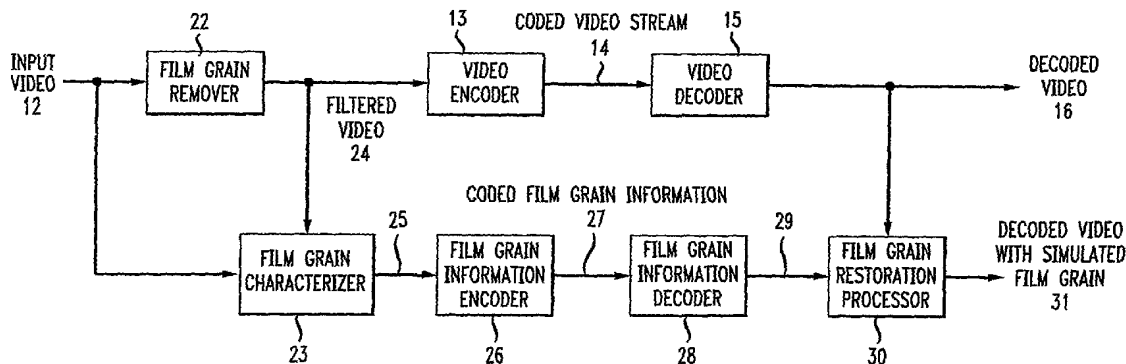 INPUT
VIDEO
12
22
FILM GRAIN
REMOVER
FILTERED
VIDEO
24
13
VIDEO
ENCODER
CODED VIDEO STREAM
14
15
VIDEO
DECODER
DECODED
VIDEO
16
FILM GRAIN
CHARACTERIZER
23
25
FILM GRAIN
INFORMATION
ENCODER
26
CODED FILM GRAIN INFORMATION
27
FILM GRAIN
INFORMATION
DECODER
28
29
FILM GRAIN
RESTORATION
PROCESSOR
30
DECODED VIDEO
WITH SIMULATED
FILM GRAIN
31